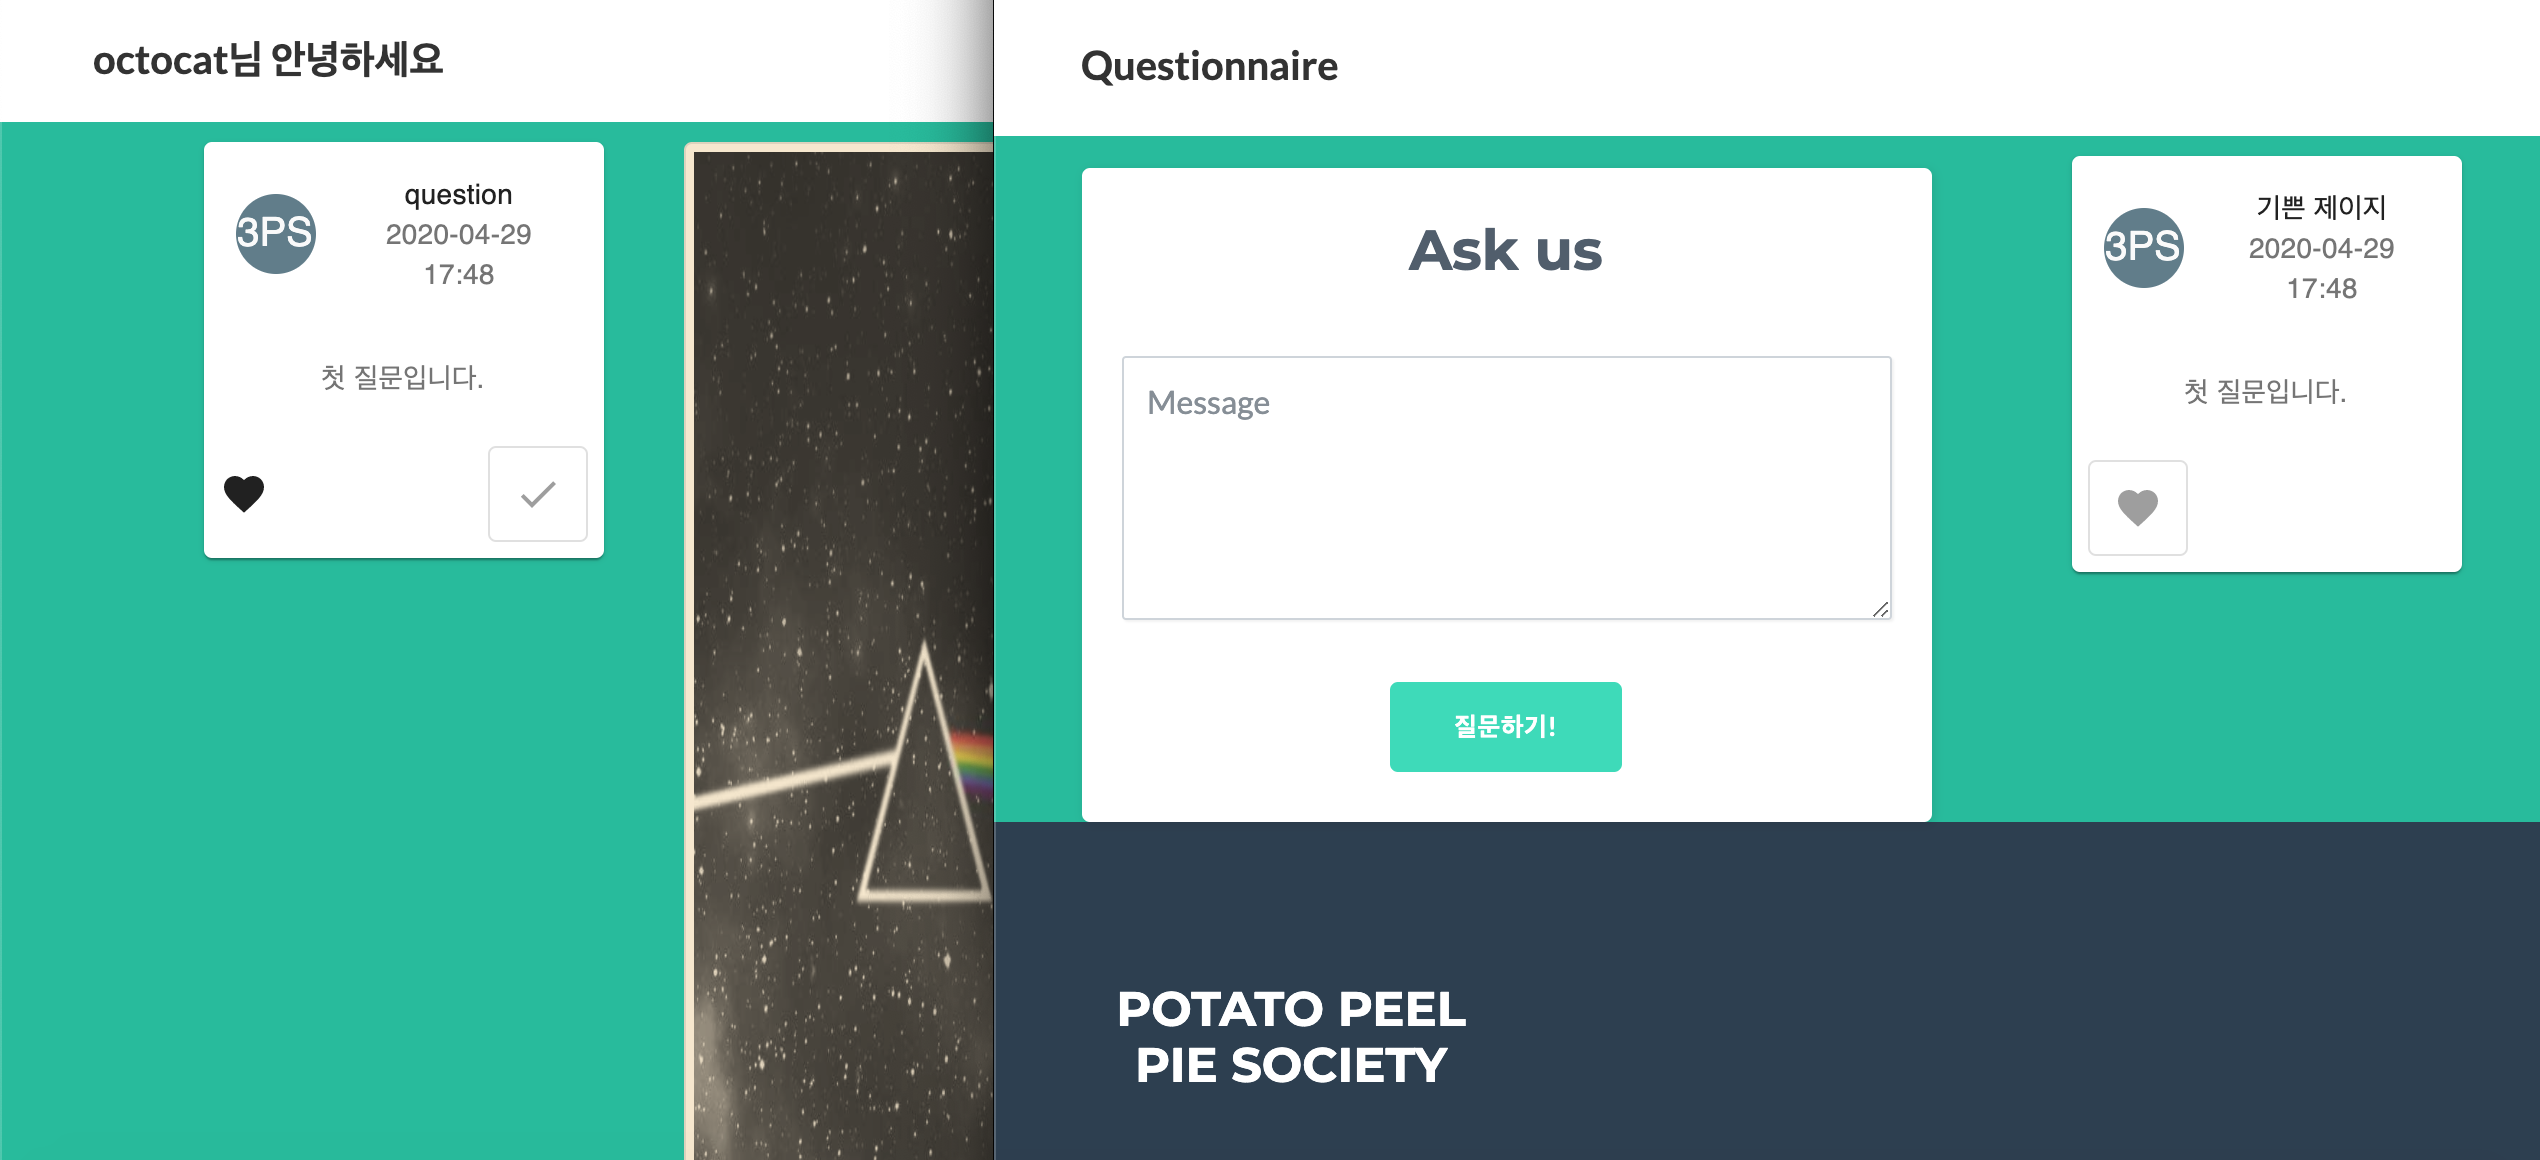 octocat님 안녕하세요
3PS
question
2020-04-29
17:48
첫 질문입니다.
Questionnaire
Ask us
Message
질문하기!
3PS
기쁜 제이지
2020-04-29
17:48
첫 질문입니다.
POTATO PEEL
PIE SOCIETY